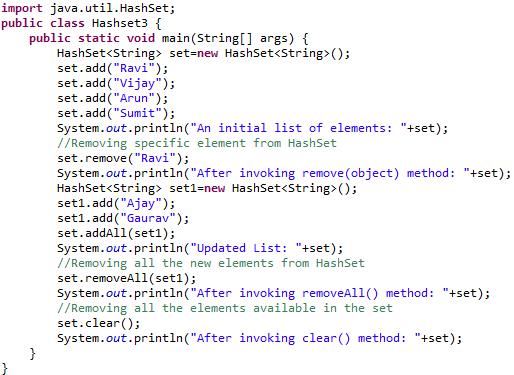 import java.util.HashSet;
public class Hashset3 {
    public static void main(String[] args) {
        HashSet<String> set=new HashSet<String>();
        set.add("Ravi");
        set.add("Vijay");
        set.add("Arun");
        set.add("Sumit");
        System.out.println("An initial list of elements: "+set);
        //Removing specific element from HashSet
        set.remove("Ravi");
        System.out.println("After invoking remove(object) method: "+set);
        HashSet<String> set1=new HashSet<String>();
        set1.add("Ajay");
        set1.add("Gaurav");
        set.addAll(set1);
        System.out.println("Updated List: "+set);
        //Removing all the new elements from HashSet
        set.removeAll(set1);
        System.out.println("After invoking removeAll() method: "+set);
        //Removing all the elements available in the set
        set.clear();
        System.out.println("After invoking clear() method: "+set);
    }
}